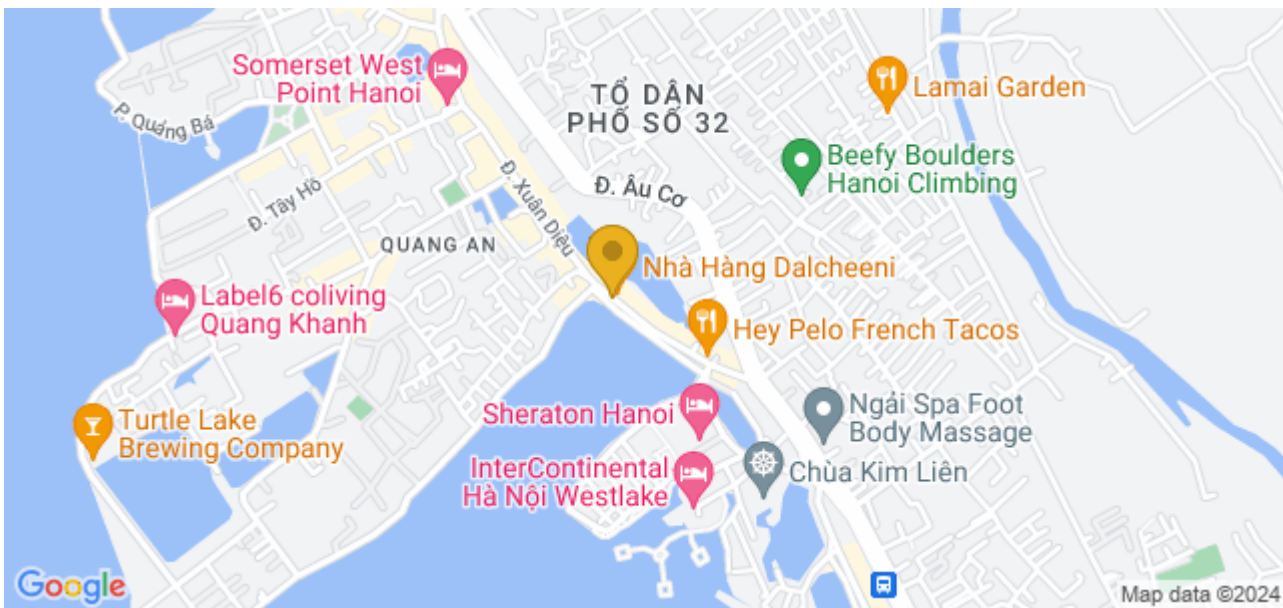 Somerset West
Point Hanoi
TỔ DÂN
PHỐ SỐ 32
Lamai Garden
P. Quảng Bá
Beefy Boulders
Hanoi Climbing
Đ. Âu Cơ
Đ. Tây Hồ
Đ. Xuân Diệu
QUANG AN
Nhà Hàng Dalcheeni
Label6 coliving
Quang Khanh
Hey Pelo French Tacos
Turtle Lake
Brewing Company
Sheraton Hanoi
Ngải Spa Foot
Body Massage
InterContinental
Hà Nội Westlake
Chùa Kim Liên
Google
Map data ©2024